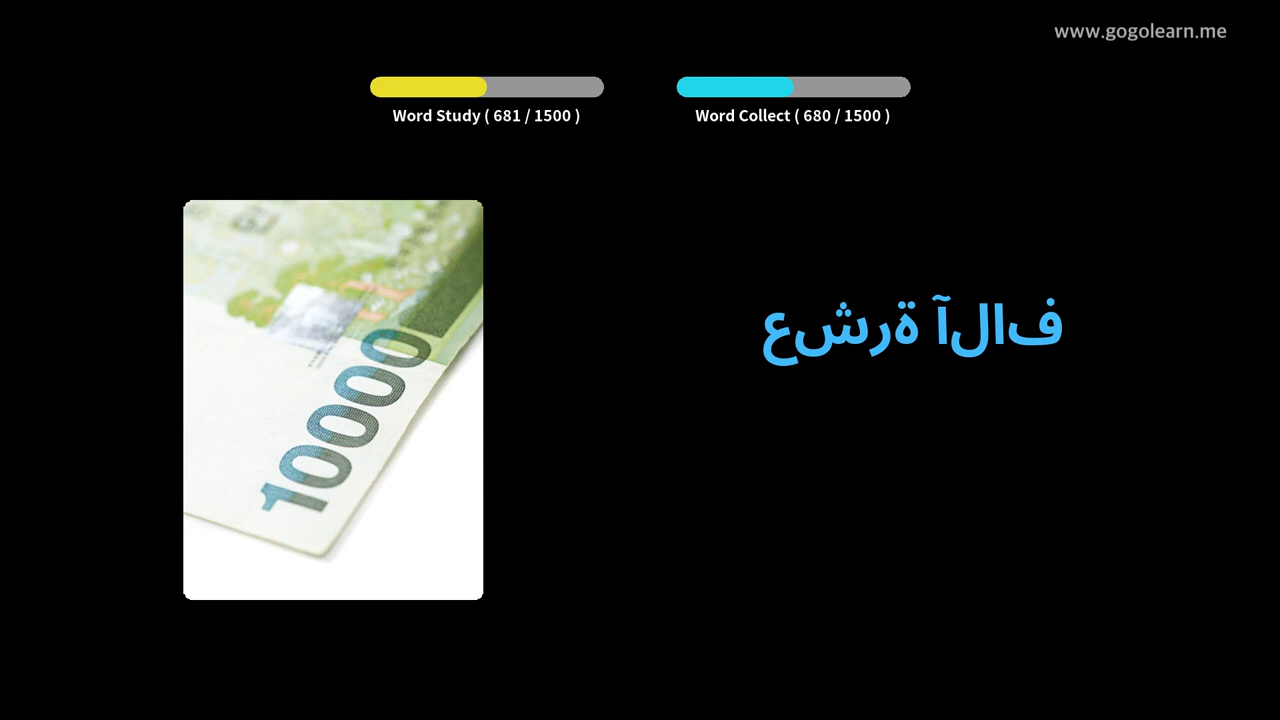 www.gogolearn.me
Word Study ( 681 / 1500 )
Word Collect ( 680 / 1500 )
10000
فالآ ةرشع